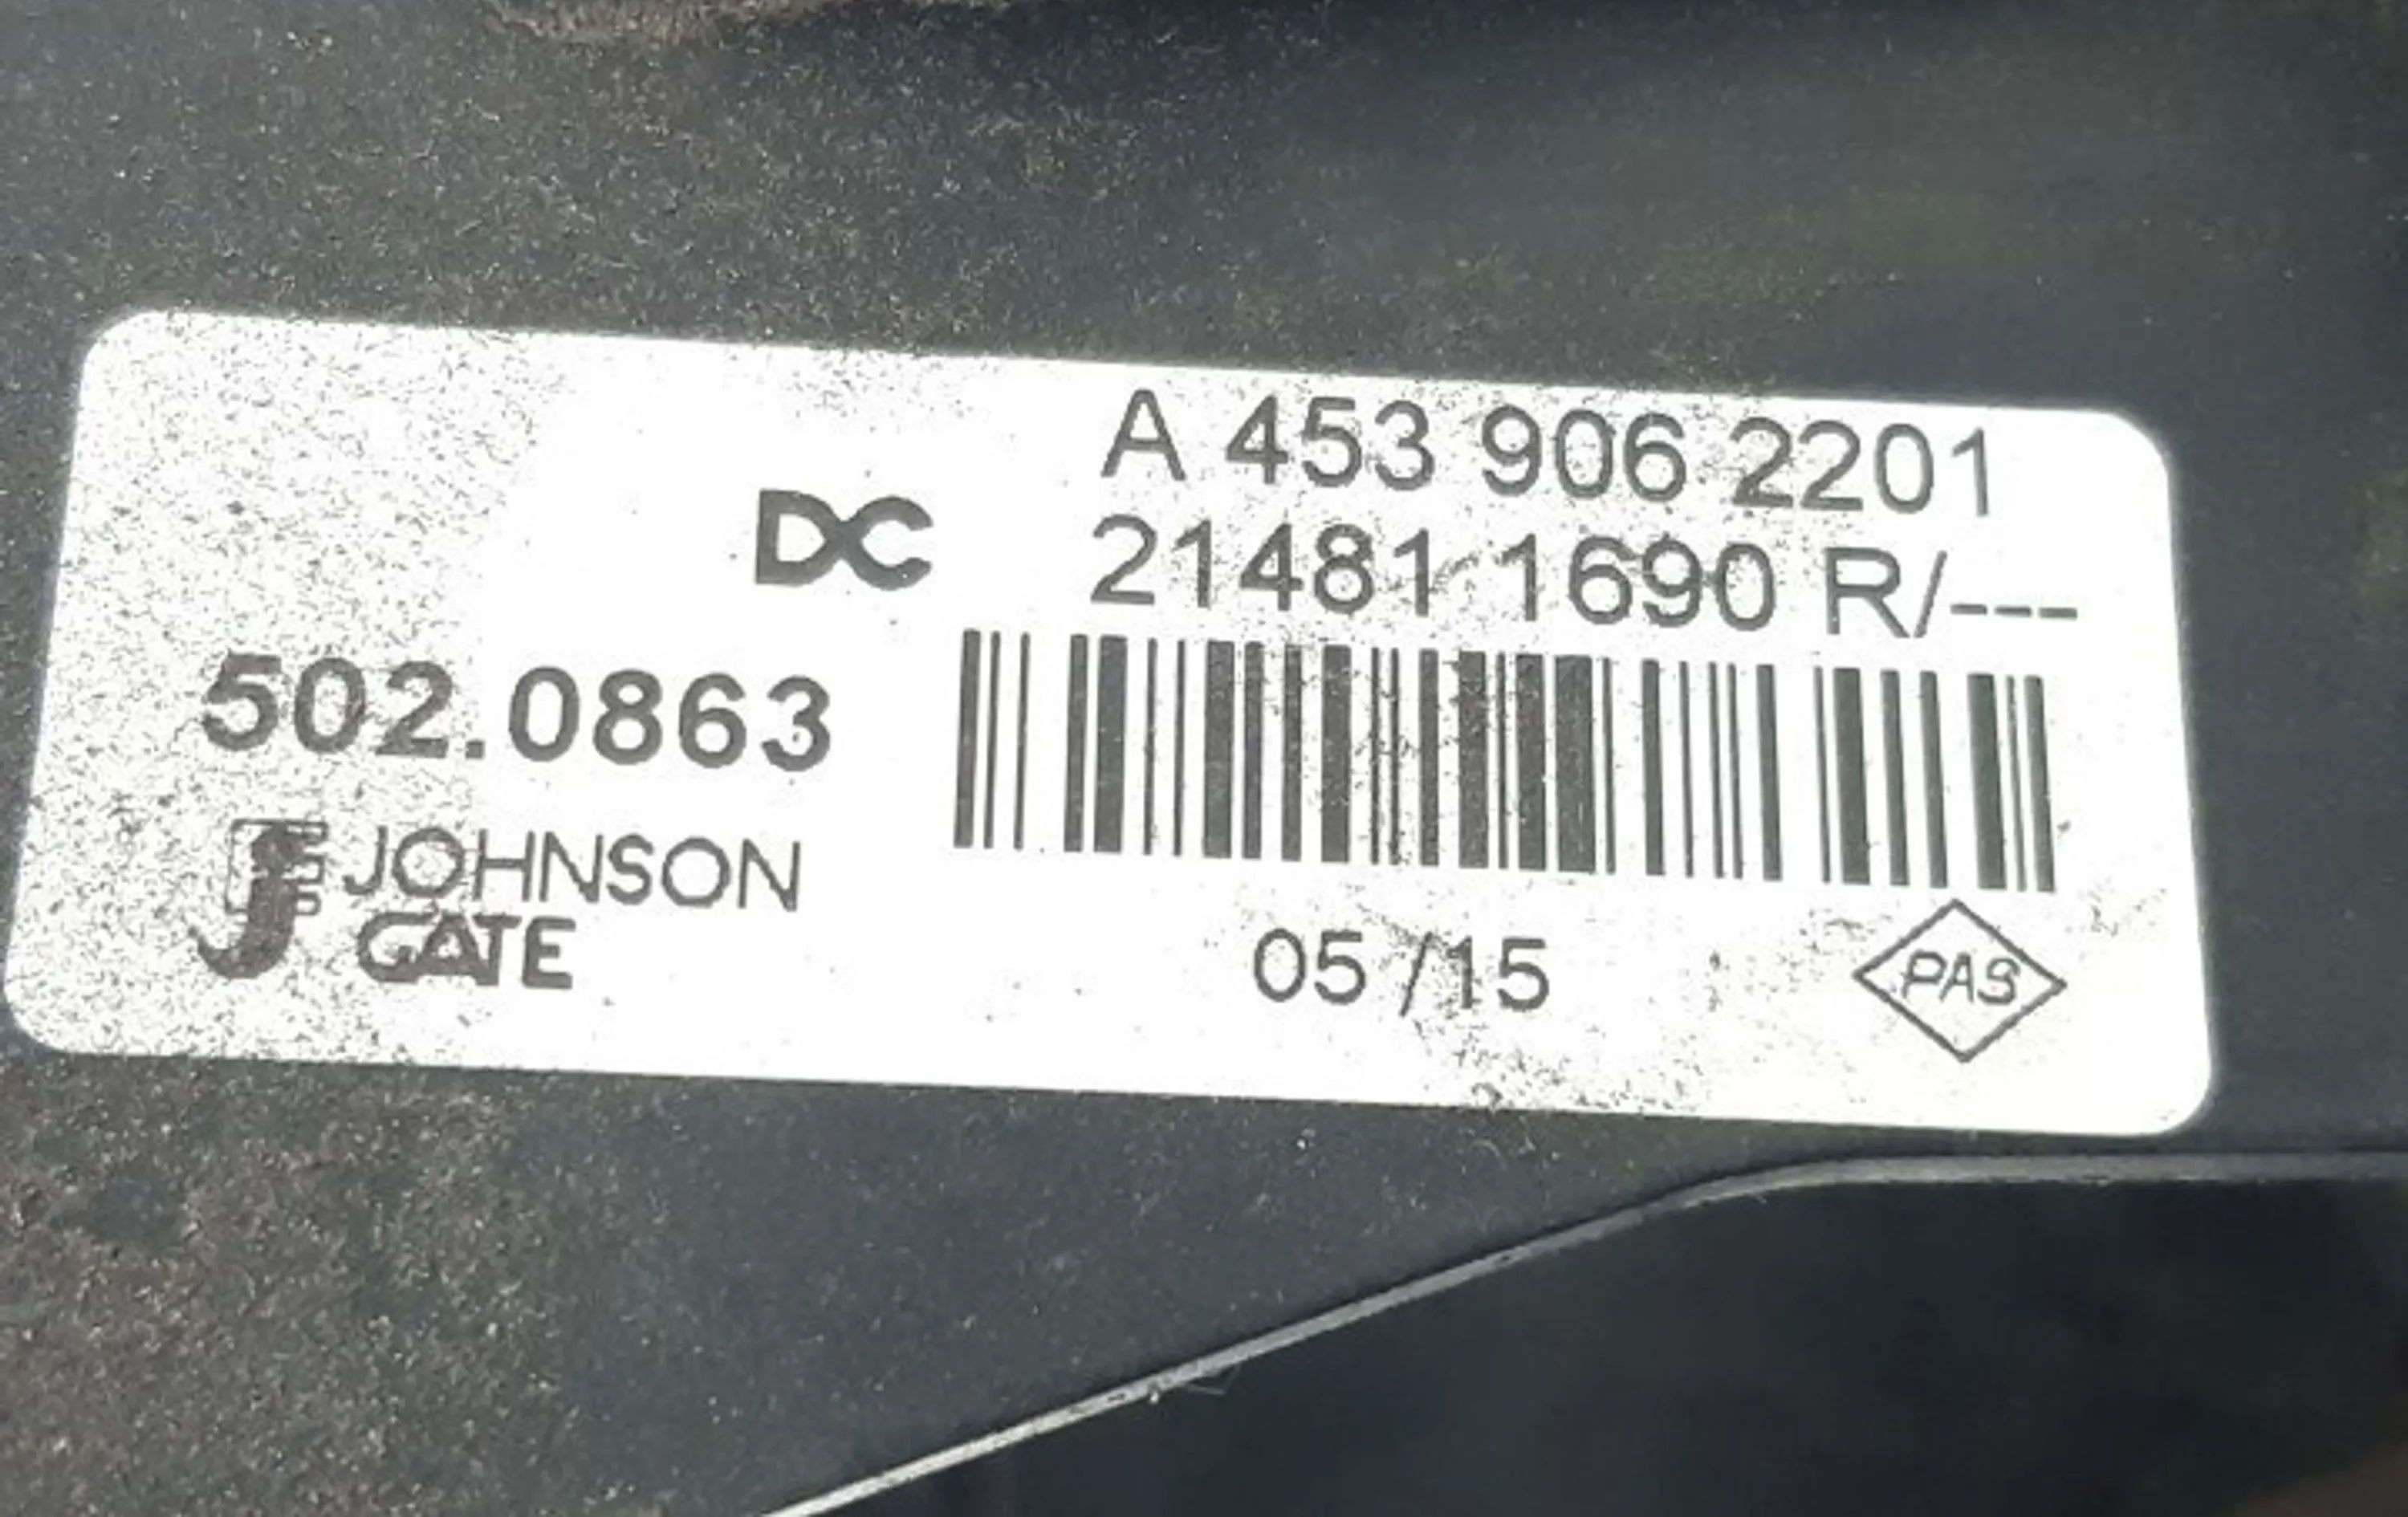 A 453 906 2201
DC
21481 1690 R/---
502.0863
JOHNSON
GATE
05 /15
PAS